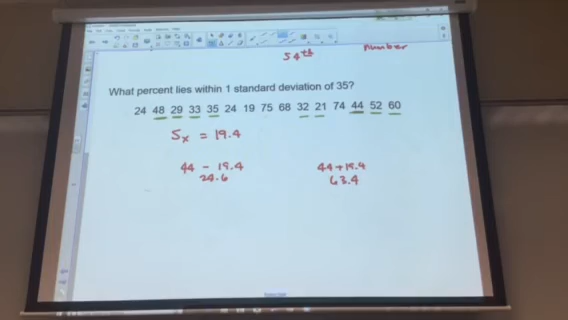 54th number
What percent lies within 1 standard deviation of 35?
24 48 29 33 35 24 19 75 68 32 21 74 44 52 60
Sx = 19.4
44 - 19.4 44+19.4
24.6 63.4